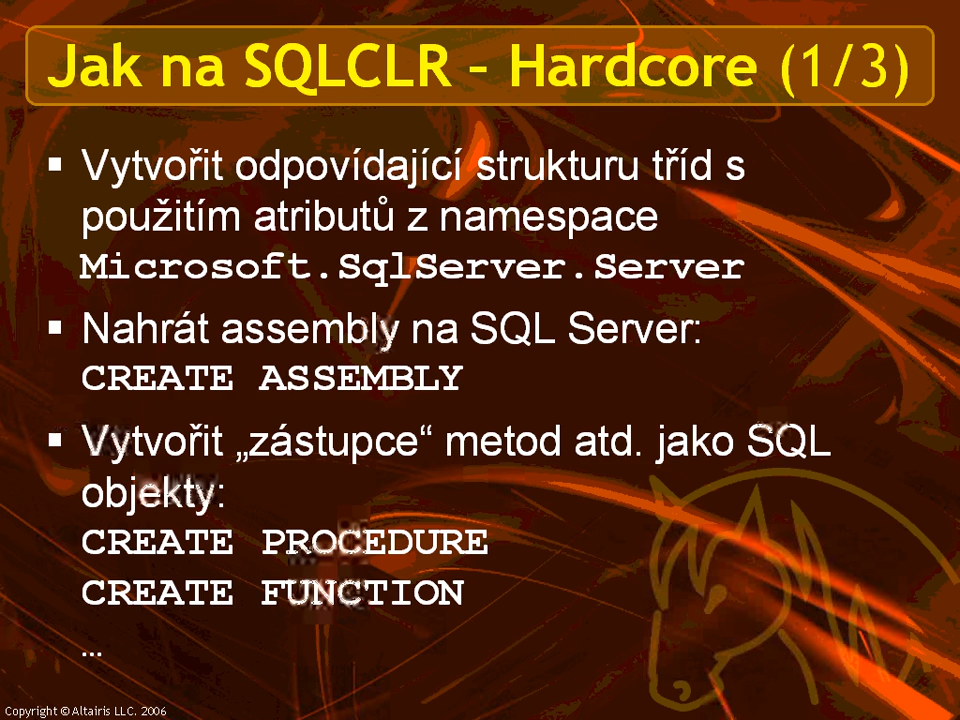 Jak na SQLCLR – Hardcore (1/3)
▪ Vytvořit odpovídající strukturu tříd s
použitím atributů z namespace
Microsoft.SqlServer.Server
▪ Nahrát assembly na SQL Server:
CREATE ASSEMBLY
▪ Vytvořit „zástupce“ metod atd. jako SQL
objekty:
CREATE PROCEDURE
CREATE FUNCTION
…
Copyright © Altairis LLC. 2006